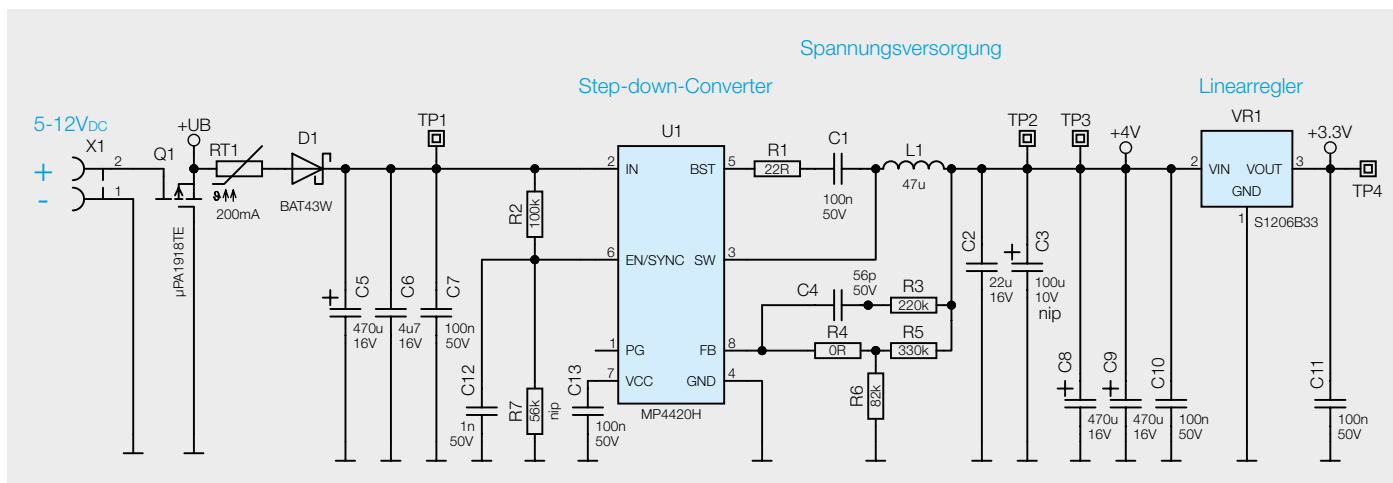 Spannungsversorgung
Step-down-Converter
Linearregler
5-12VDC
X1
+
-
2
1
Q1
µPA1918TE
+UB
RT1
ϑ↑↑
200mA
D1
BAT43W
TP1
+
C5
470u
16V
C6
4u7
16V
C7
100n
50V
R2
100k
C12
1n
50V
R7
56k
nip
C13
100n
50V
U1
2
IN
BST
5
6
EN/SYNC
SW
3
1
PG
FB
8
7
VCC
GND
4
MP4420H
R1
22R
C1
100n
50V
L1
47u
C4
56p
50V
R3
220k
R4
0R
R5
330k
R6
82k
C2
22u
16V
TP2
+
C3
100u
10V
nip
TP3
+
C8
470u
16V
+4V
+
C9
470u
16V
C10
100n
50V
VR1
2
VIN
VOUT
3
GND
1
S1206B33
+3.3V
TP4
C11
100n
50V